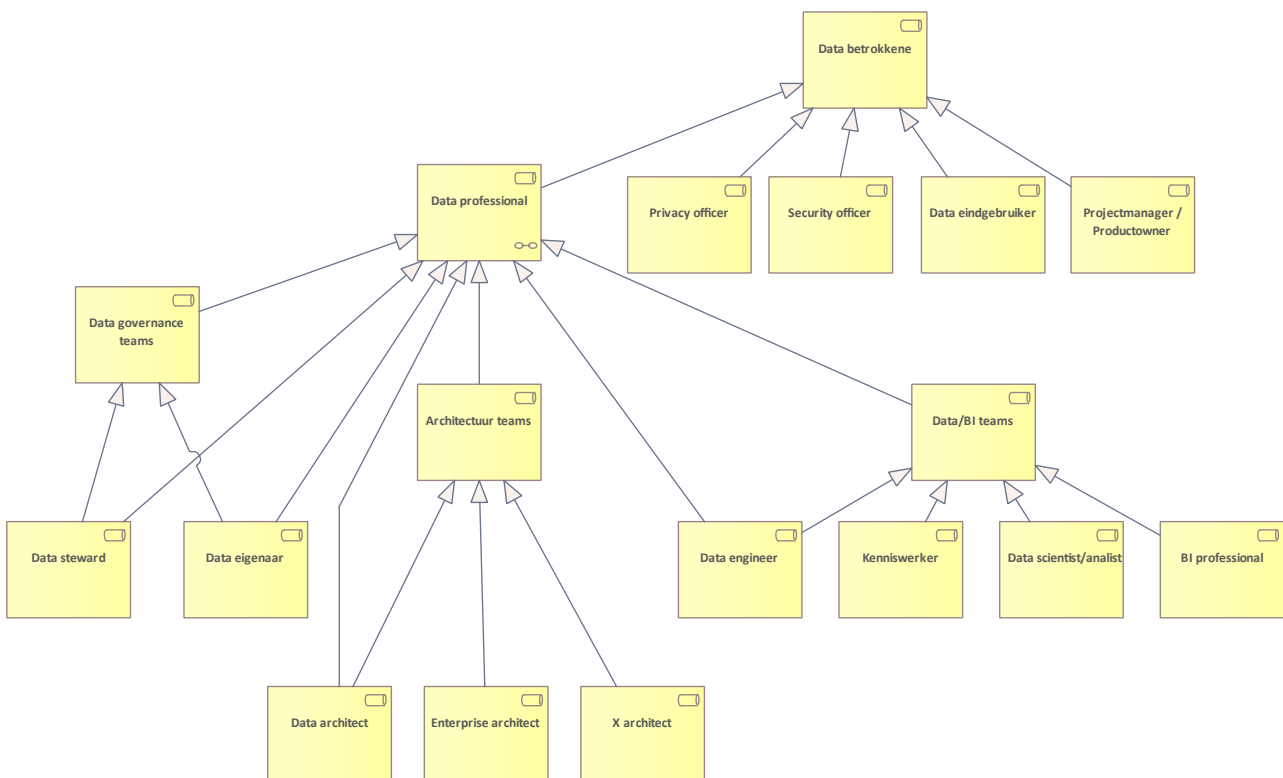 Data betrokkene
Data professional
Privacy officer
Security officer
Data eindgebruiker
Projectmanager /
Productowner
Data governance
teams
Architectuur teams
Data/BI teams
Data steward
Data eigenaar
Data engineer
Kenniswerker
Data scientist/analist
BI professional
Data architect
Enterprise architect
X architect